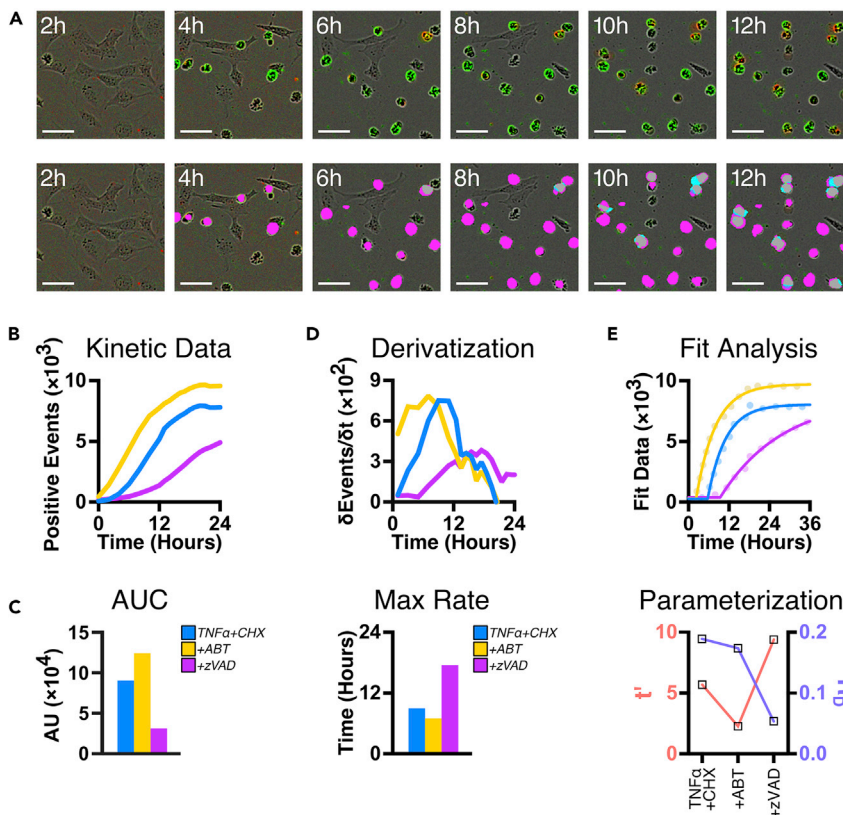 A
2h 4h 6h 8h 10h 12h
2h 4h 6h 8h 10h 12h
B
Kinetic Data
Positive Events (×10³)
10
5
0
0 12 24
Time (Hours)
D
Derivatization
δEvents/δt (×10²)
9
6
3
0
0 12 24
Time (Hours)
E
Fit Analysis
Fit Data (×10³)
10
5
0
0 12 24 36
Time (Hours)
C
AUC
AU (×10⁴)
15
10
5
0
TNFα+CHX
+ABT
+zVAD
Max Rate
Time (Hours)
24
12
0
TNFα+CHX
+ABT
+zVAD
Parameterization
t'
10
5
0
0.2
0.1
0.0
TNFα
+CHX
+ABT
+zVAD